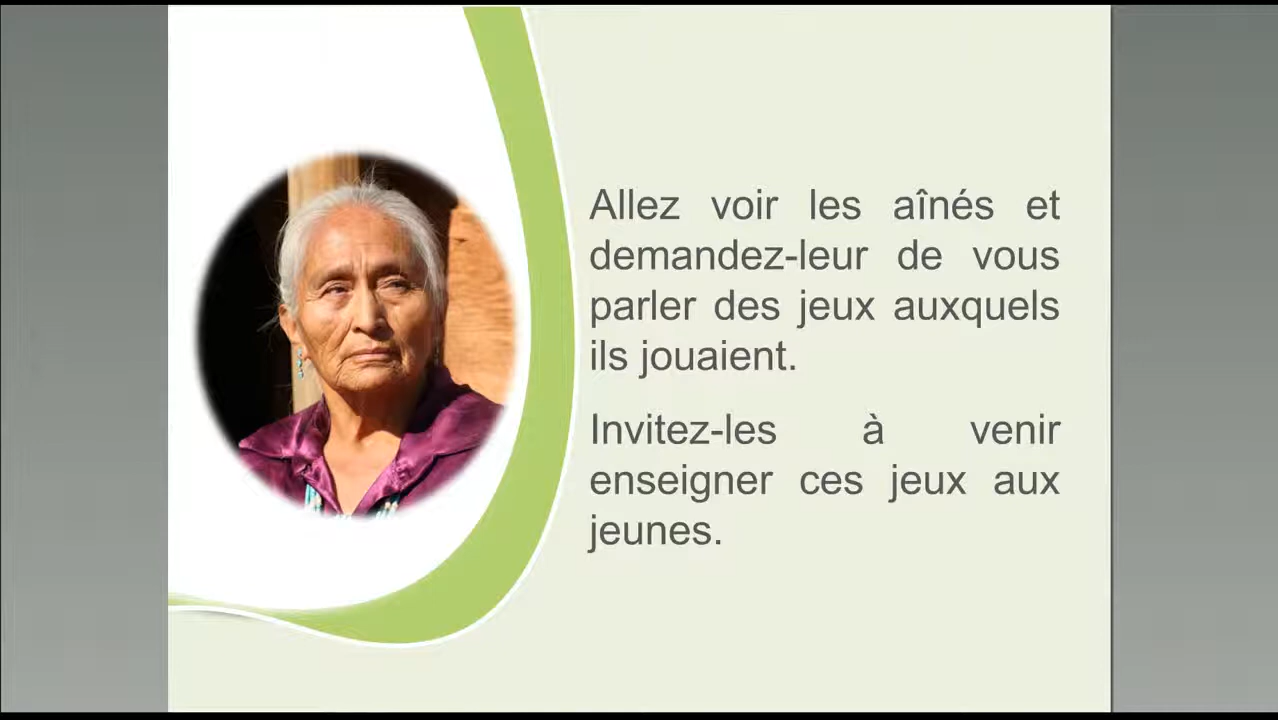 Allez voir les aînés et
demandez-leur de vous
parler des jeux auxquels
ils jouaient.
Invitez-les à venir
enseigner ces jeux aux
jeunes.